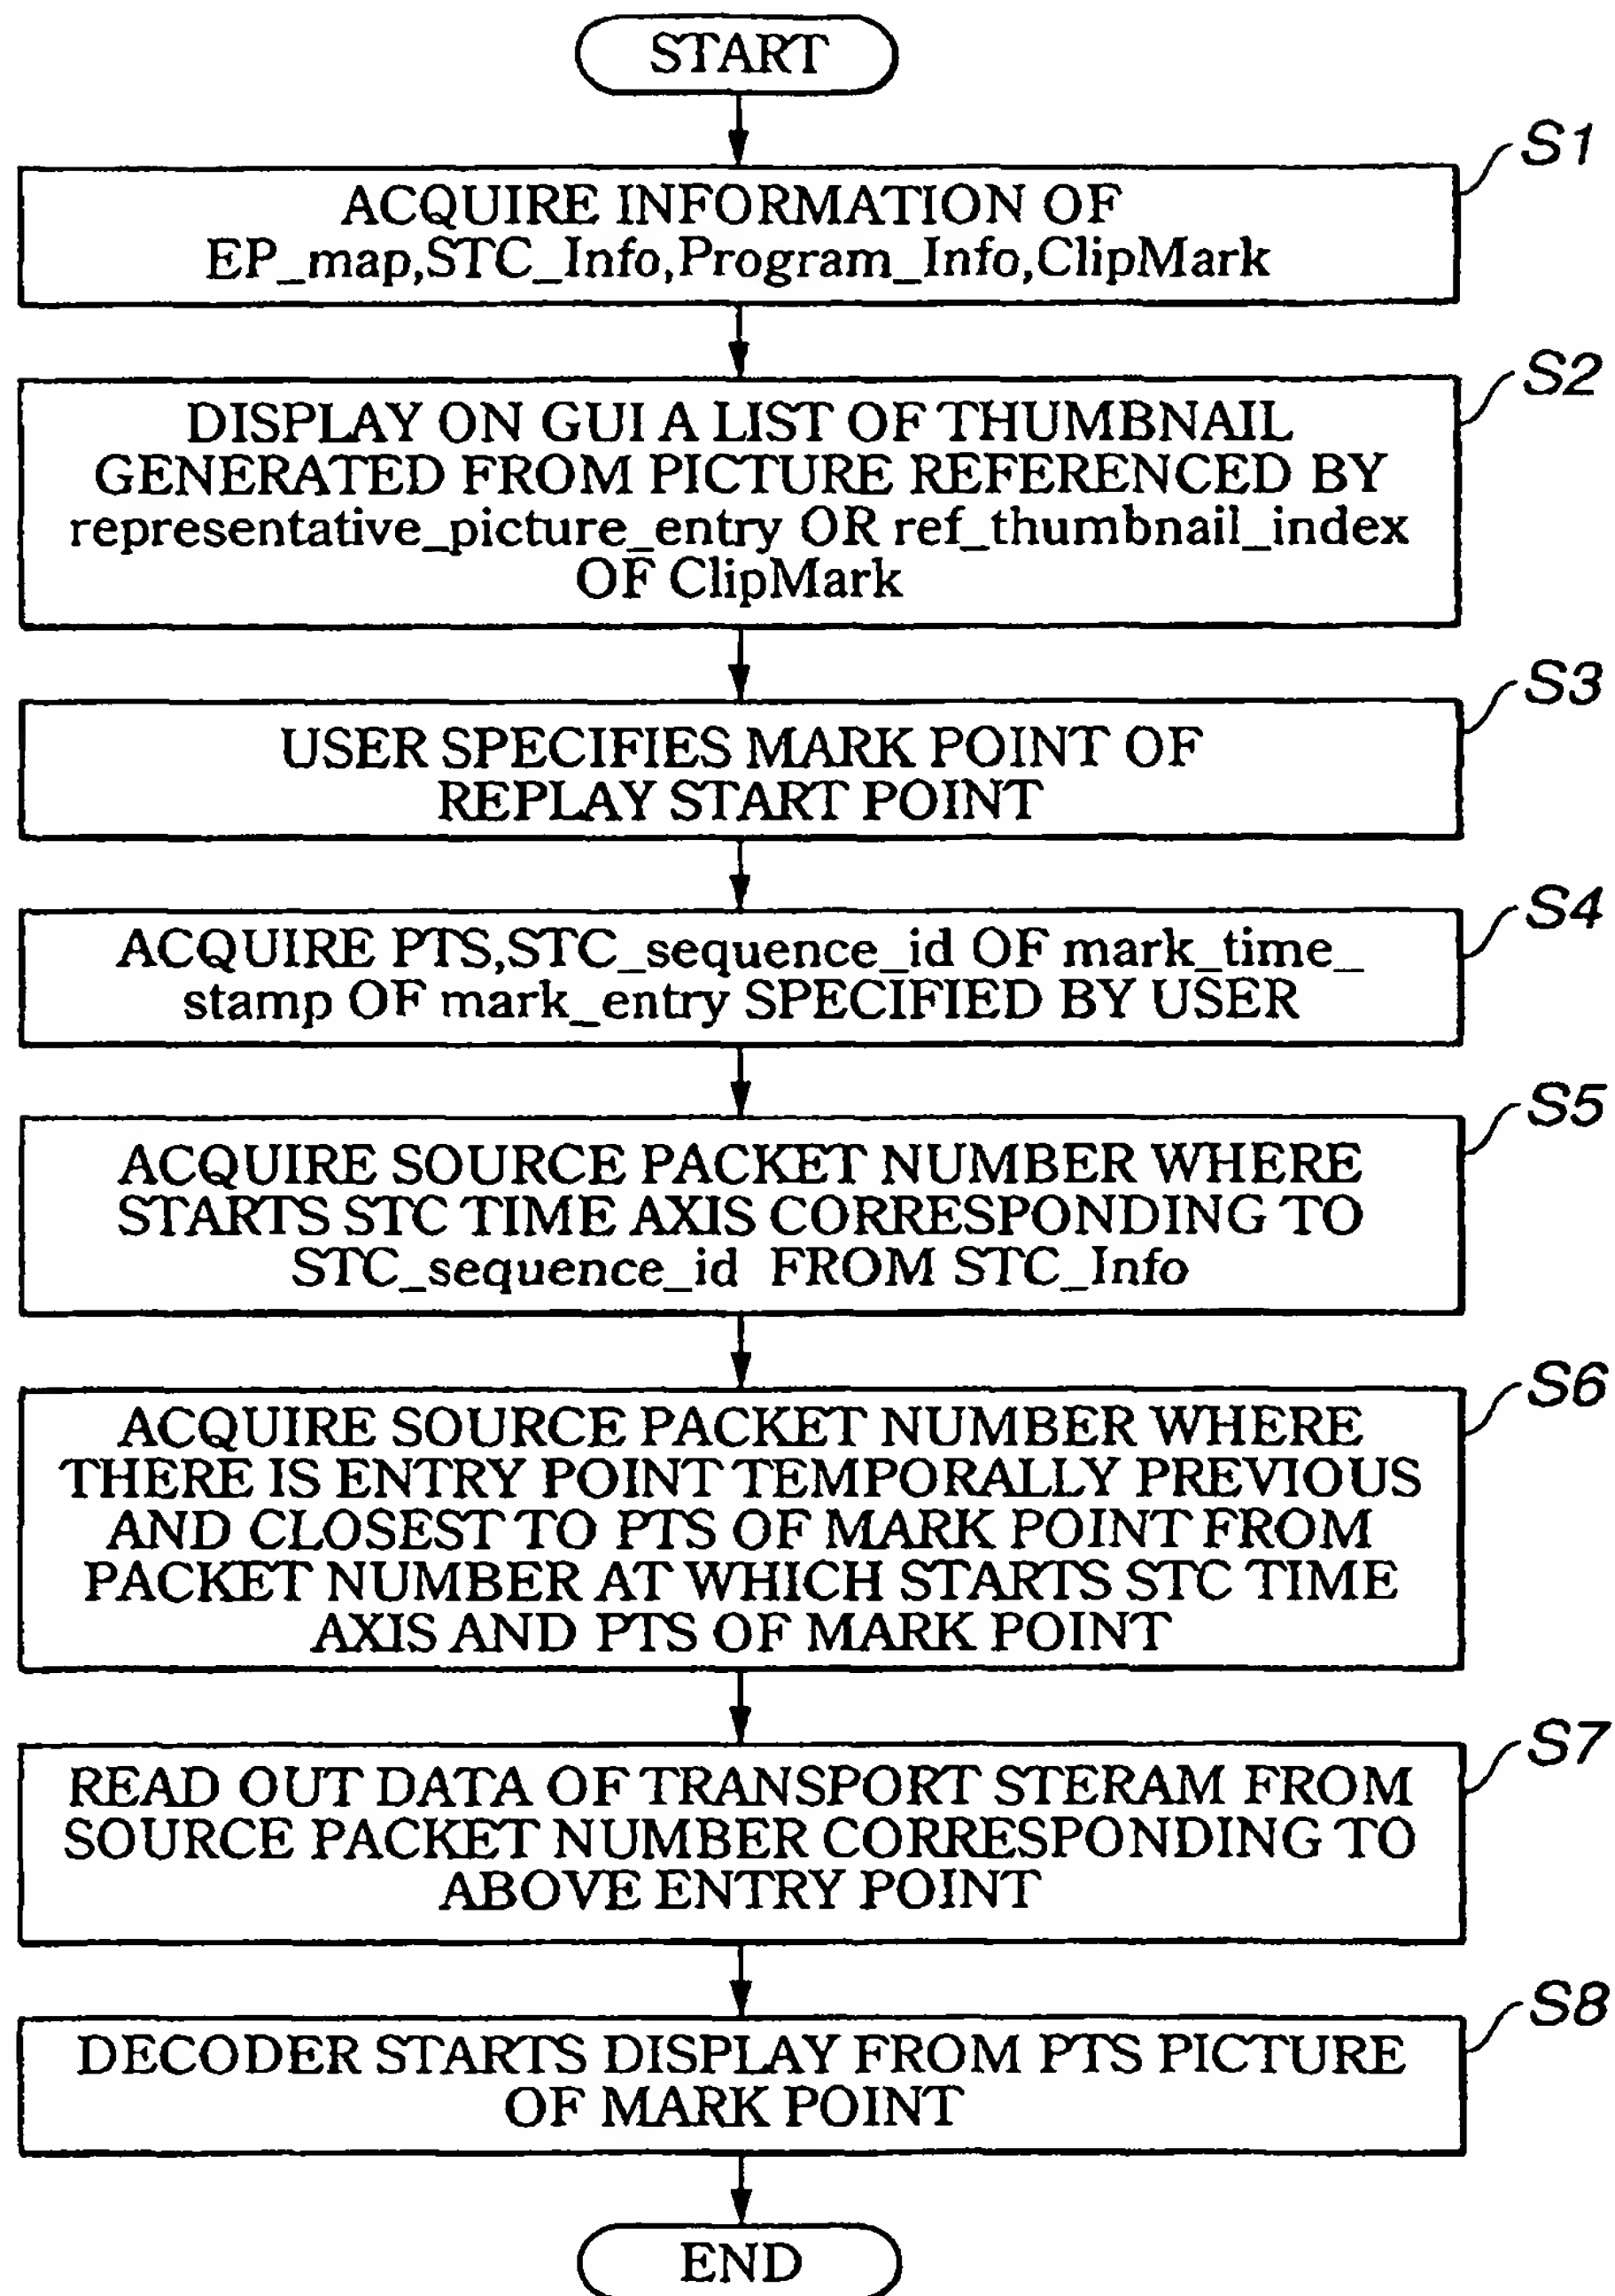 START
S1
ACQUIRE INFORMATION OF
EP_map,STC_Info,Program_Info,ClipMark
S2
DISPLAY ON GUI A LIST OF THUMBNAIL
GENERATED FROM PICTURE REFERENCED BY
representative_picture_entry OR ref_thumbnail_index
OF ClipMark
S3
USER SPECIFIES MARK POINT OF
REPLAY START POINT
S4
ACQUIRE PTS,STC_sequence_id OF mark_time_
stamp OF mark_entry SPECIFIED BY USER
S5
ACQUIRE SOURCE PACKET NUMBER WHERE
STARTS STC TIME AXIS CORRESPONDING TO
STC_sequence_id FROM STC_Info
S6
ACQUIRE SOURCE PACKET NUMBER WHERE
THERE IS ENTRY POINT TEMPORALLY PREVIOUS
AND CLOSEST TO PTS OF MARK POINT FROM
PACKET NUMBER AT WHICH STARTS STC TIME
AXIS AND PTS OF MARK POINT
S7
READ OUT DATA OF TRANSPORT STERAM FROM
SOURCE PACKET NUMBER CORRESPONDING TO
ABOVE ENTRY POINT
S8
DECODER STARTS DISPLAY FROM PTS PICTURE
OF MARK POINT
END